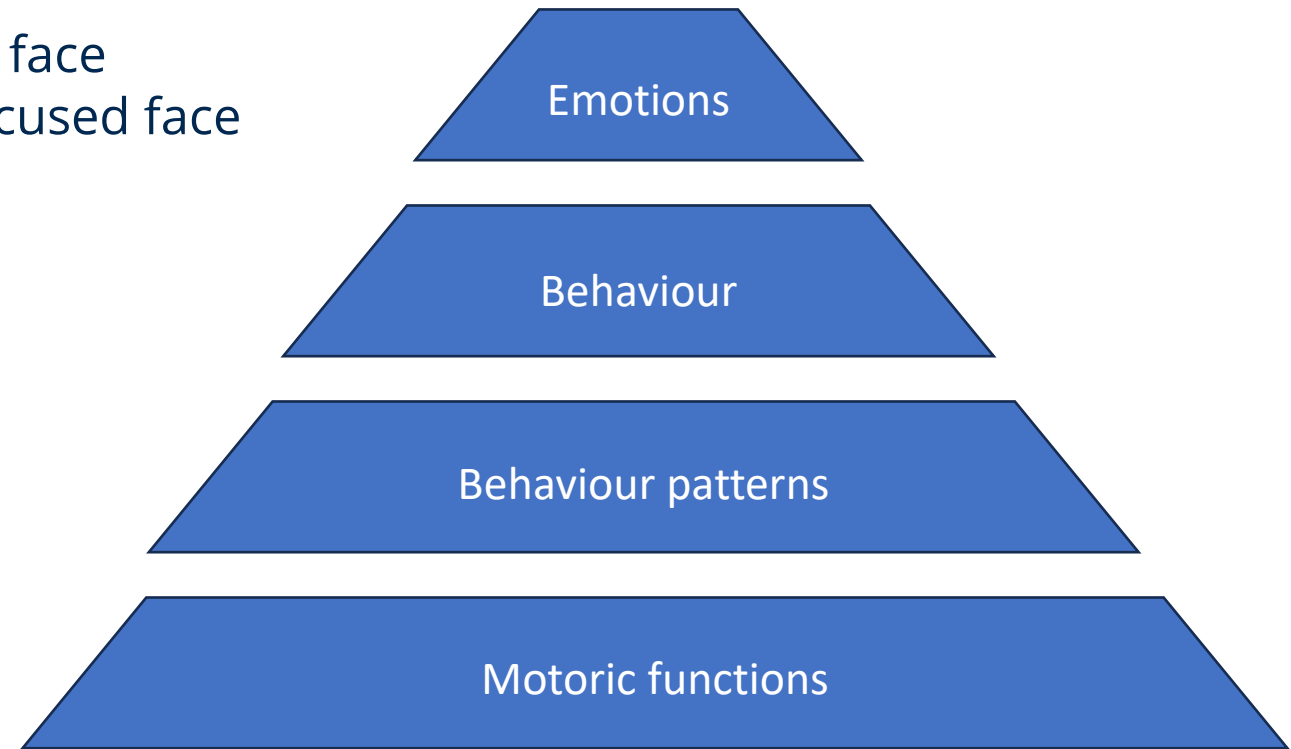 face
cused face
Emotions
Behaviour
Behaviour patterns
Motoric functions